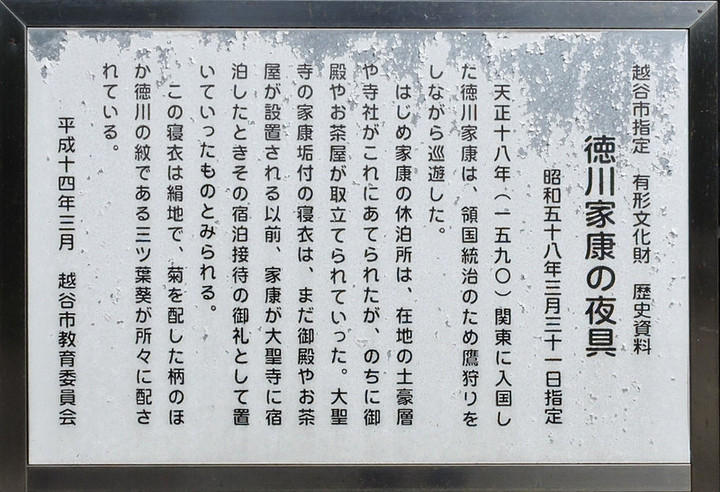 越谷市指定　有形文化財　歴史資料
徳川家康の夜具
昭和五十八年三月三十一日指定
天正十八年（一五九〇）関東に入国し
た徳川家康は、領国統治のため鷹狩りを
しながら巡遊した。
はじめ家康の休泊所は、在地の土豪層
や寺社がこれにあてられたが、のちに御
殿やお茶屋が取立てられていった。大聖
寺の家康垢付の寝衣は、まだ御殿やお茶
屋が設置される以前、家康が大聖寺に宿
泊したときその宿泊接待の御礼として置
いていったものとみられる。
この寝衣は絹地で、菊を配した柄のほ
か徳川の紋である三ツ葉葵が所々に配さ
れている。
平成十四年三月　越谷市教育委員会